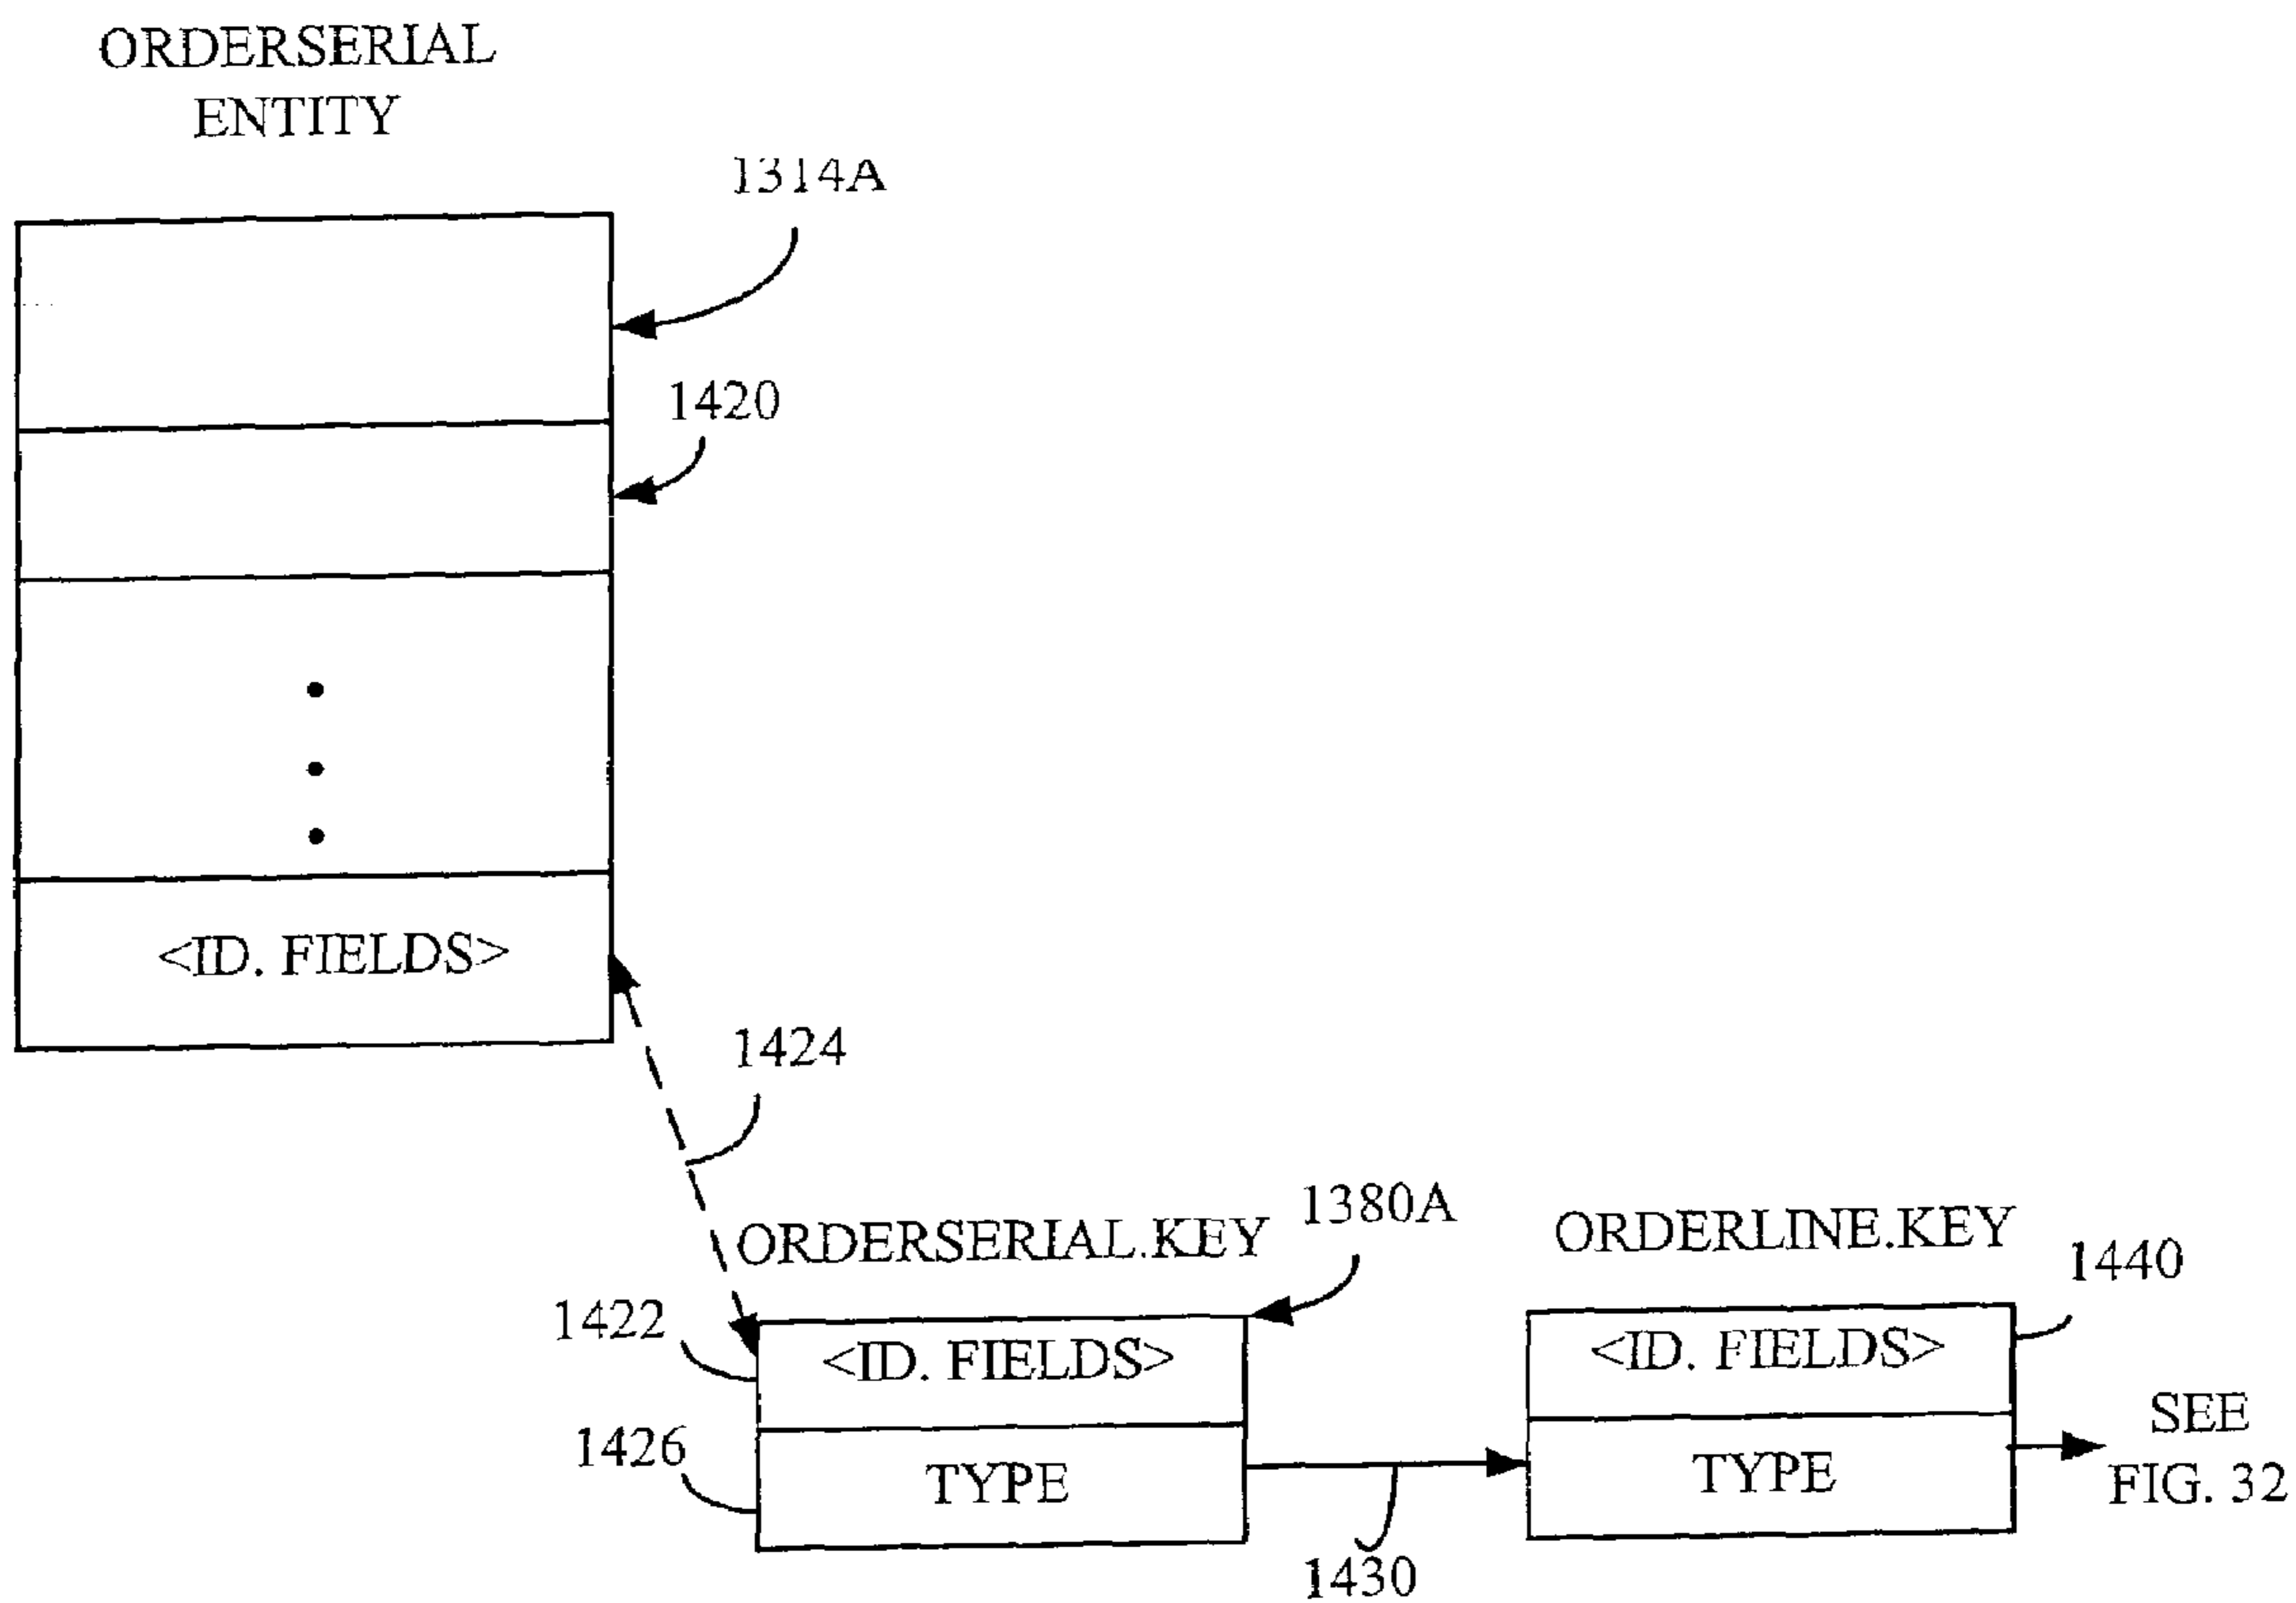 ORDERSERIAL
ENTITY
1314A
1420
<ID. FIELDS>
1424
ORDERSERIAL.KEY
1380A
ORDERLINE.KEY
1440
1422
<ID. FIELDS>
<ID. FIELDS>
1426
TYPE
TYPE
SEE
FIG. 32
1430